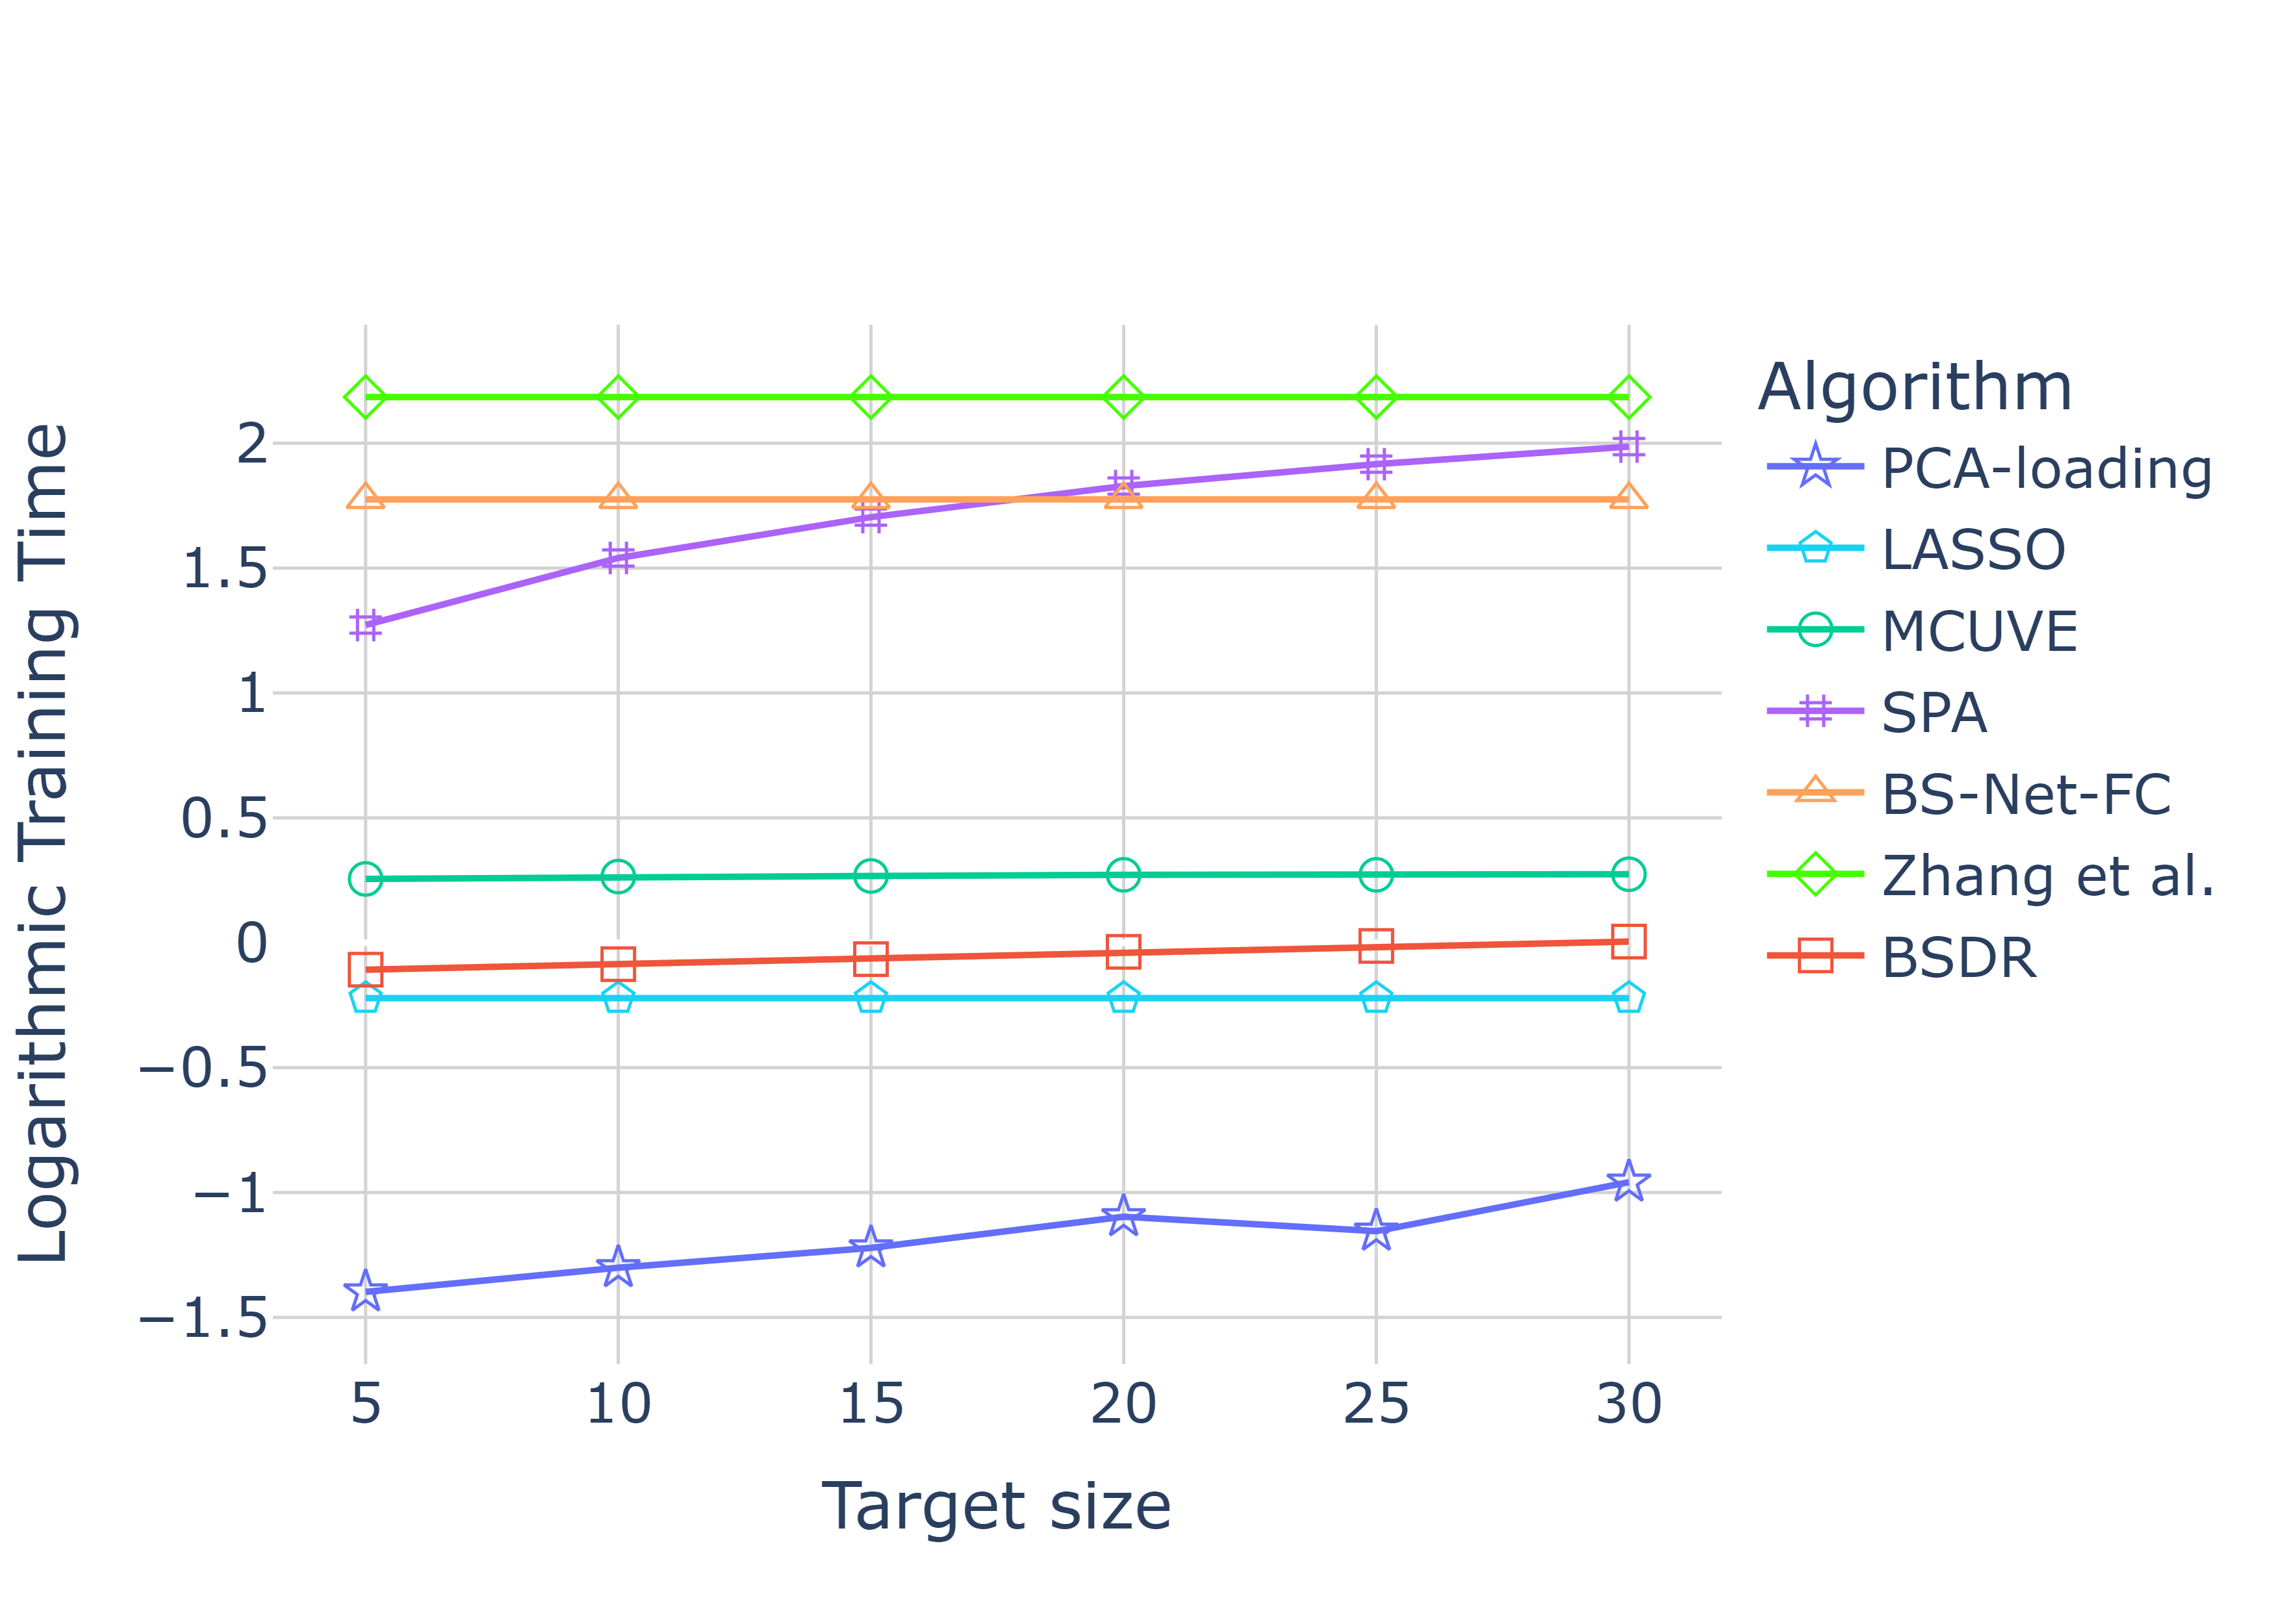 Logarithmic Training Time
2
1.5
1
0.5
0
−0.5
−1
−1.5
5 10 15 20 25 30
Target size
Algorithm
PCA-loading
LASSO
MCUVE
SPA
BS-Net-FC
Zhang et al.
BSDR